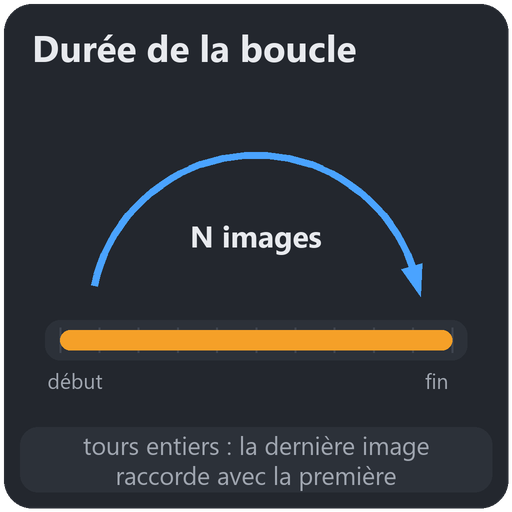 Durée de la boucle
N images
début
fin
tours entiers : la dernière image
raccorde avec la première